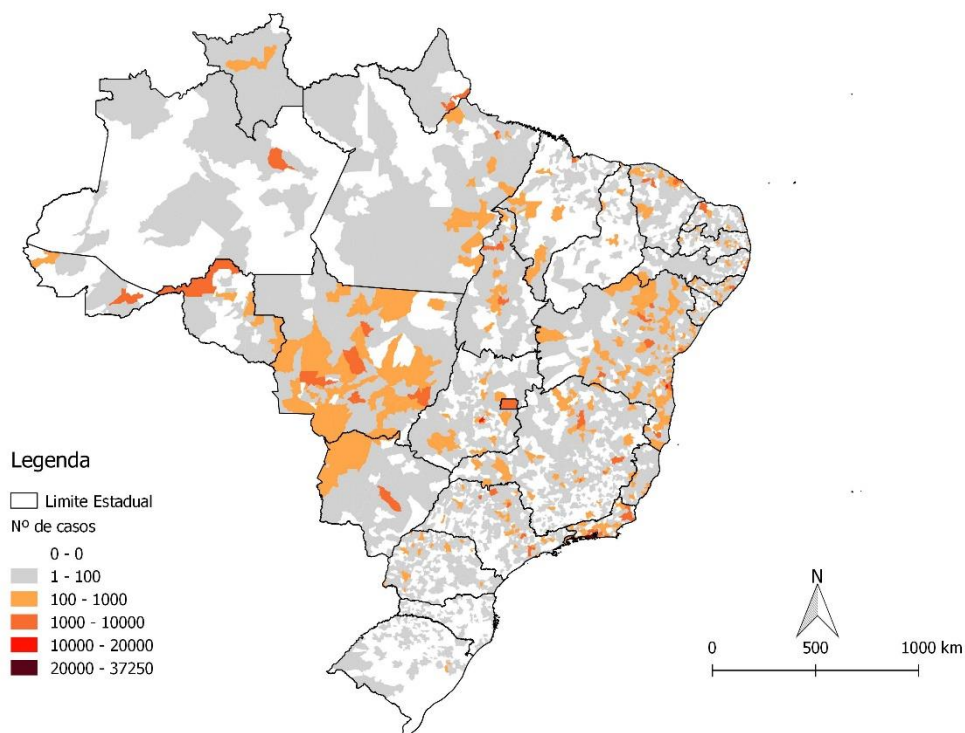 Legenda
Limite Estadual
Nº de casos
0 - 0
1 - 100
100 - 1000
1000 - 10000
10000 - 20000
20000 - 37250
N
0 500 1000 km